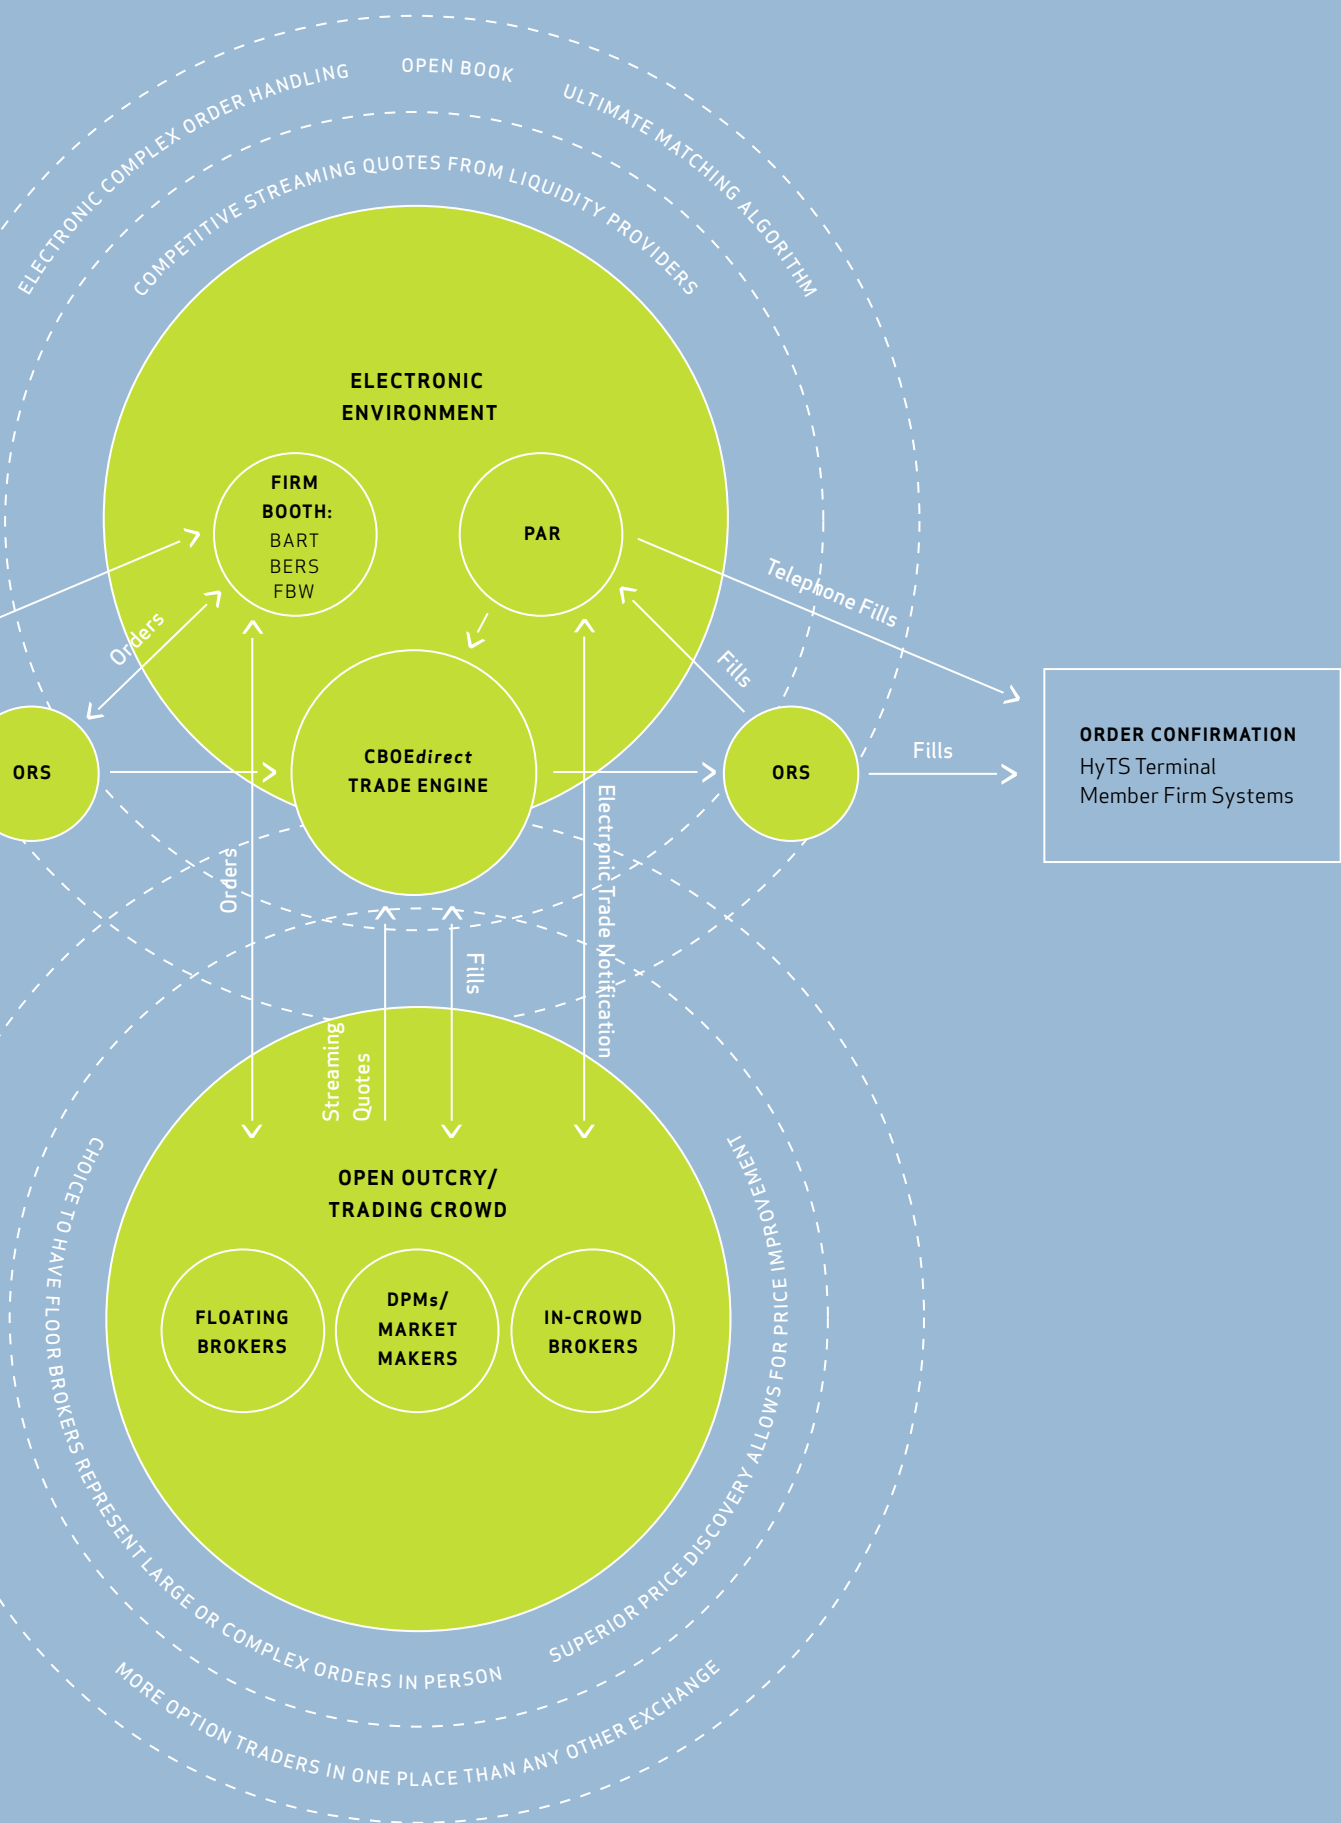 ELECTRONIC COMPLEX ORDER HANDLING
OPEN BOOK
ULTIMATE MATCHING ALGORITHM
COMPETITIVE STREAMING QUOTES FROM LIQUIDITY PROVIDERS
ELECTRONIC
ENVIRONMENT
FIRM
BOOTH:
BART
BERS
FBW
PAR
Telephone Fills
Orders
Fills
ORS
CBOEdirect
TRADE ENGINE
ORS
Fills
ORDER CONFIRMATION
HyTS Terminal
Member Firm Systems
Orders
Electronic Trade Notification
Fills
Streaming
Quotes
OPEN OUTCRY/
TRADING CROWD
FLOATING
BROKERS
DPMs/
MARKET
MAKERS
IN-CROWD
BROKERS
CHOICE TO HAVE FLOOR BROKERS REPRESENT LARGE OR COMPLEX ORDERS IN PERSON
SUPERIOR PRICE DISCOVERY ALLOWS FOR PRICE IMPROVEMENT
MORE OPTION TRADERS IN ONE PLACE THAN ANY OTHER EXCHANGE